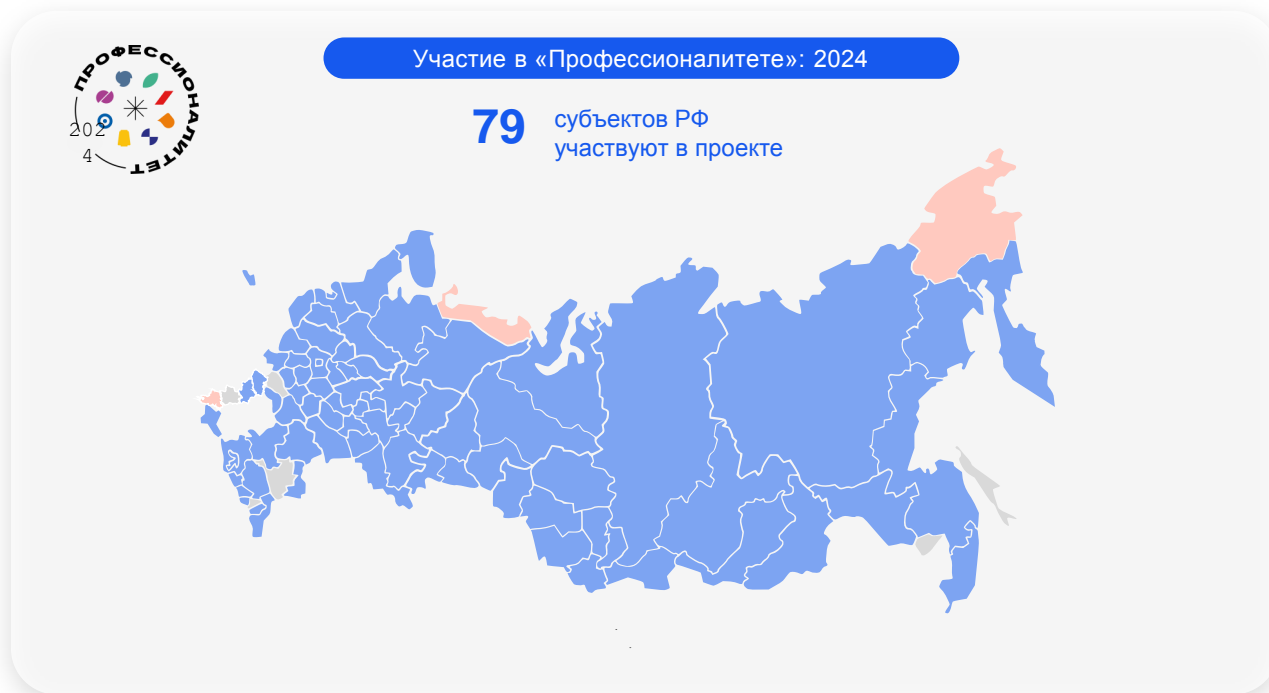 ПРОФЕССИОНАЛИТЕТ
202
4
Участие в «Профессионалитете»: 2024
79
субъектов РФ
участвуют в проекте